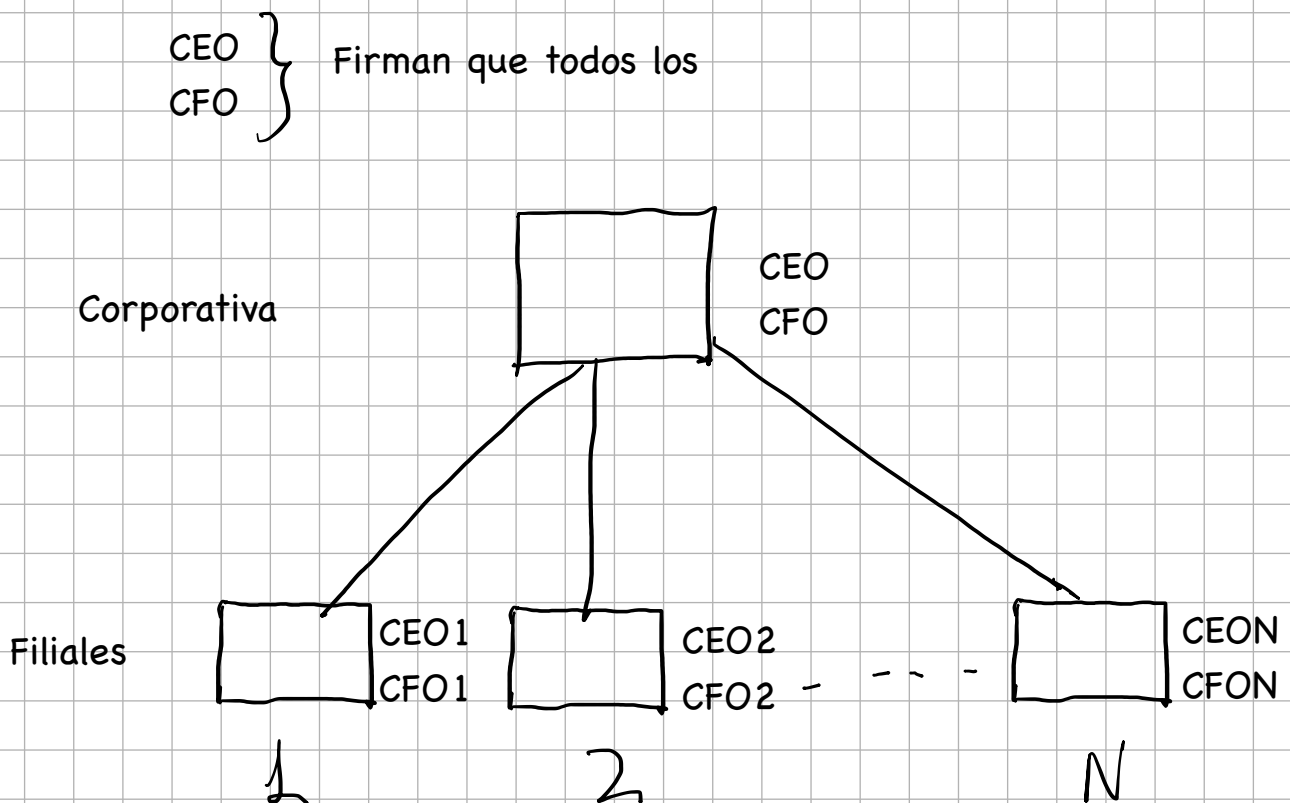 CEO
CFO
Firman que todos los
Corporativa
CEO
CFO
Filiales
CEO1
CFO1
CEO2
CFO2
CEON
CFON
1
2
N